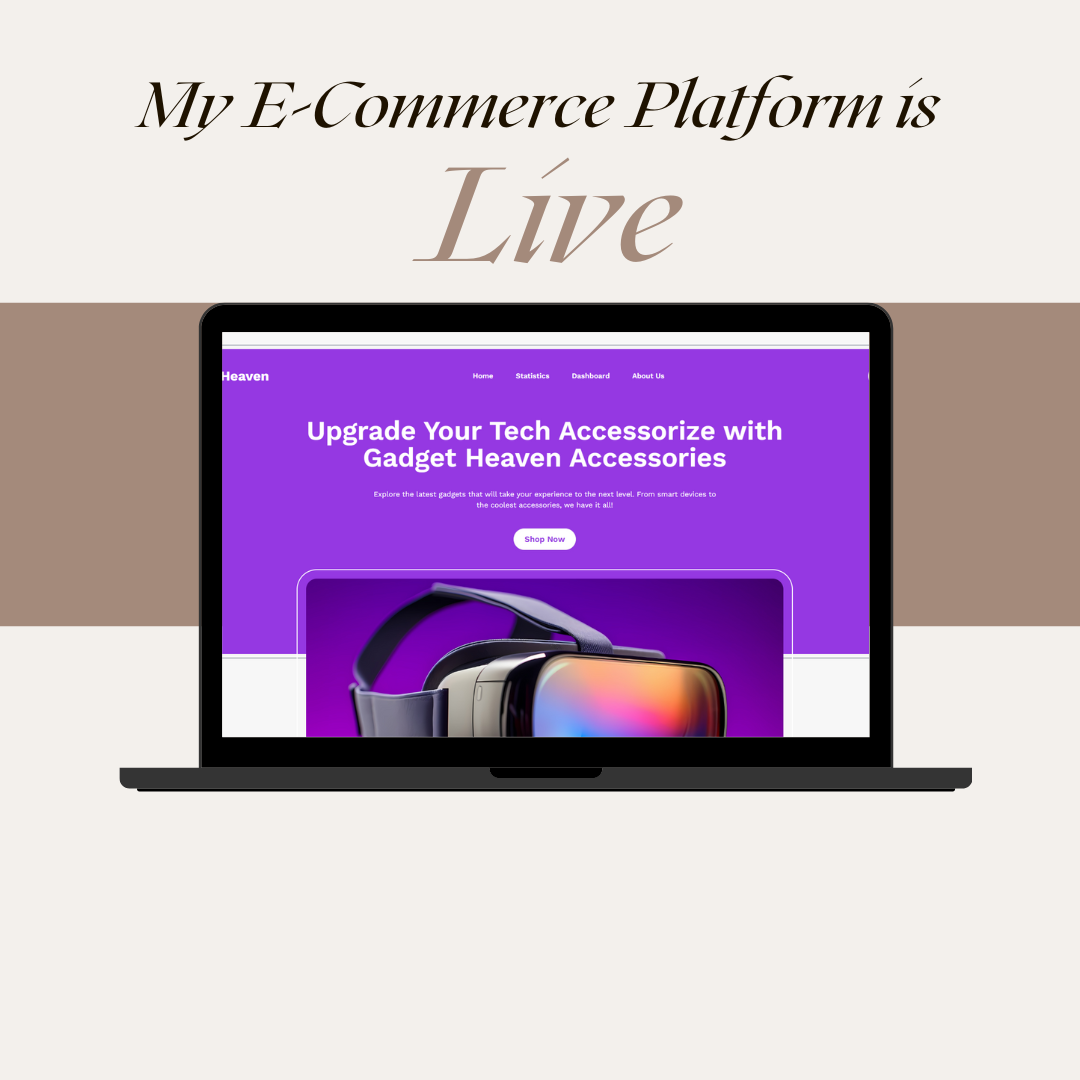 My E-Commerce Platform is
Live
Heaven
Home Statistics Dashboard About Us
Upgrade Your Tech Accessorize with
Gadget Heaven Accessories
Explore the latest gadgets that will take your experience to the next level. From smart devices to
the coolest accessories, we have it all!
Shop Now